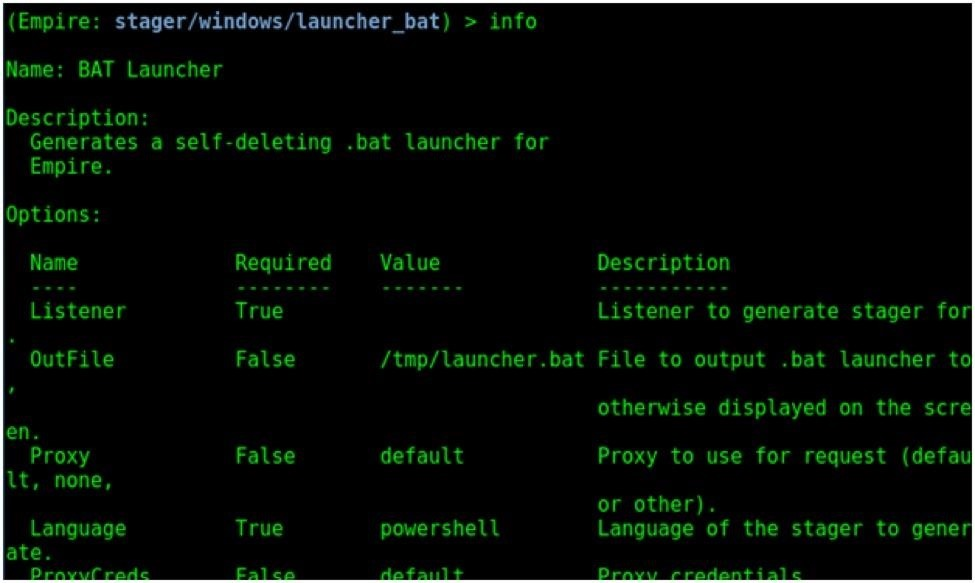 (Empire: stager/windows/launcher_bat) > info
Name: BAT Launcher
Description:
  Generates a self-deleting .bat launcher for
  Empire.
Options:
  Name             Required    Value             Description
  ----             --------    -------           -----------
  Listener         True                          Listener to generate stager for
.
  OutFile          False       /tmp/launcher.bat File to output .bat launcher to
,
                                                 otherwise displayed on the scre
en.
  Proxy            False       default           Proxy to use for request (defau
lt, none,
                                                 or other).
  Language         True        powershell        Language of the stager to gener
ate.
  ProxyCreds       False       default           Proxy credentials